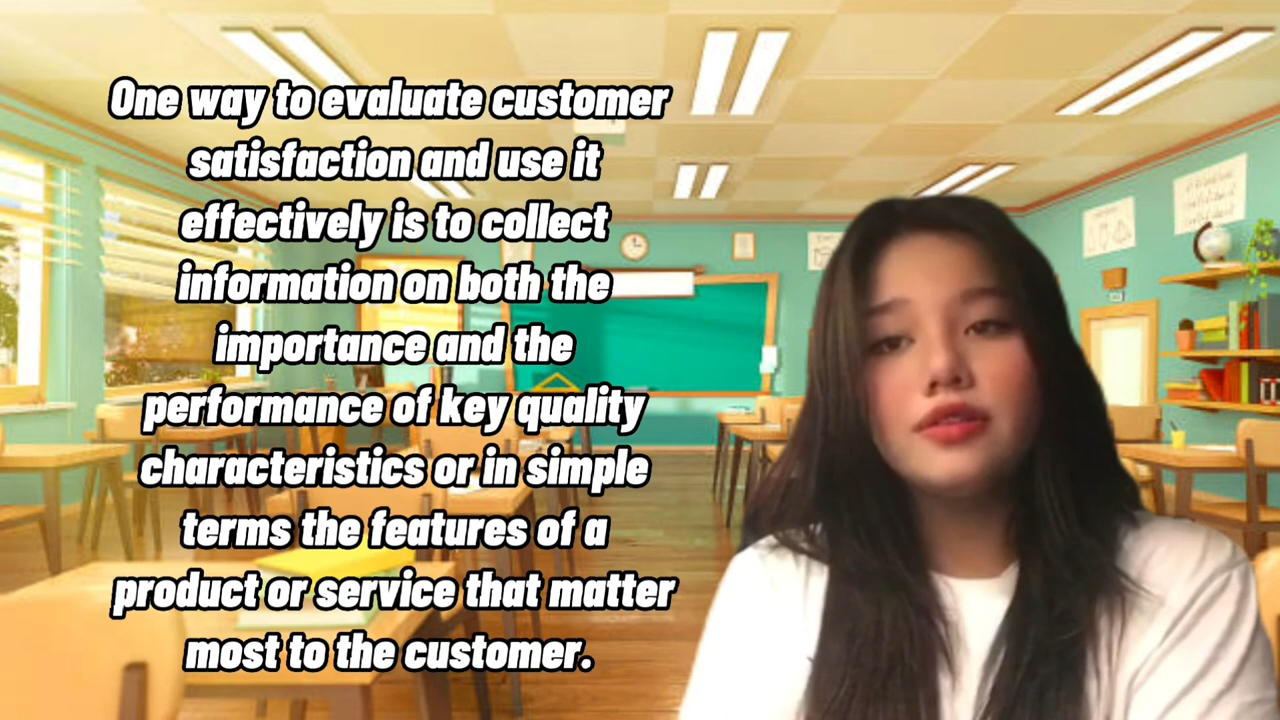 One way to evaluate customer
satisfaction and use it
effectively is to collect
information on both the
importance and the
performance of key quality
characteristics or in simple
terms the features of a
product or service that matter
most to the customer.